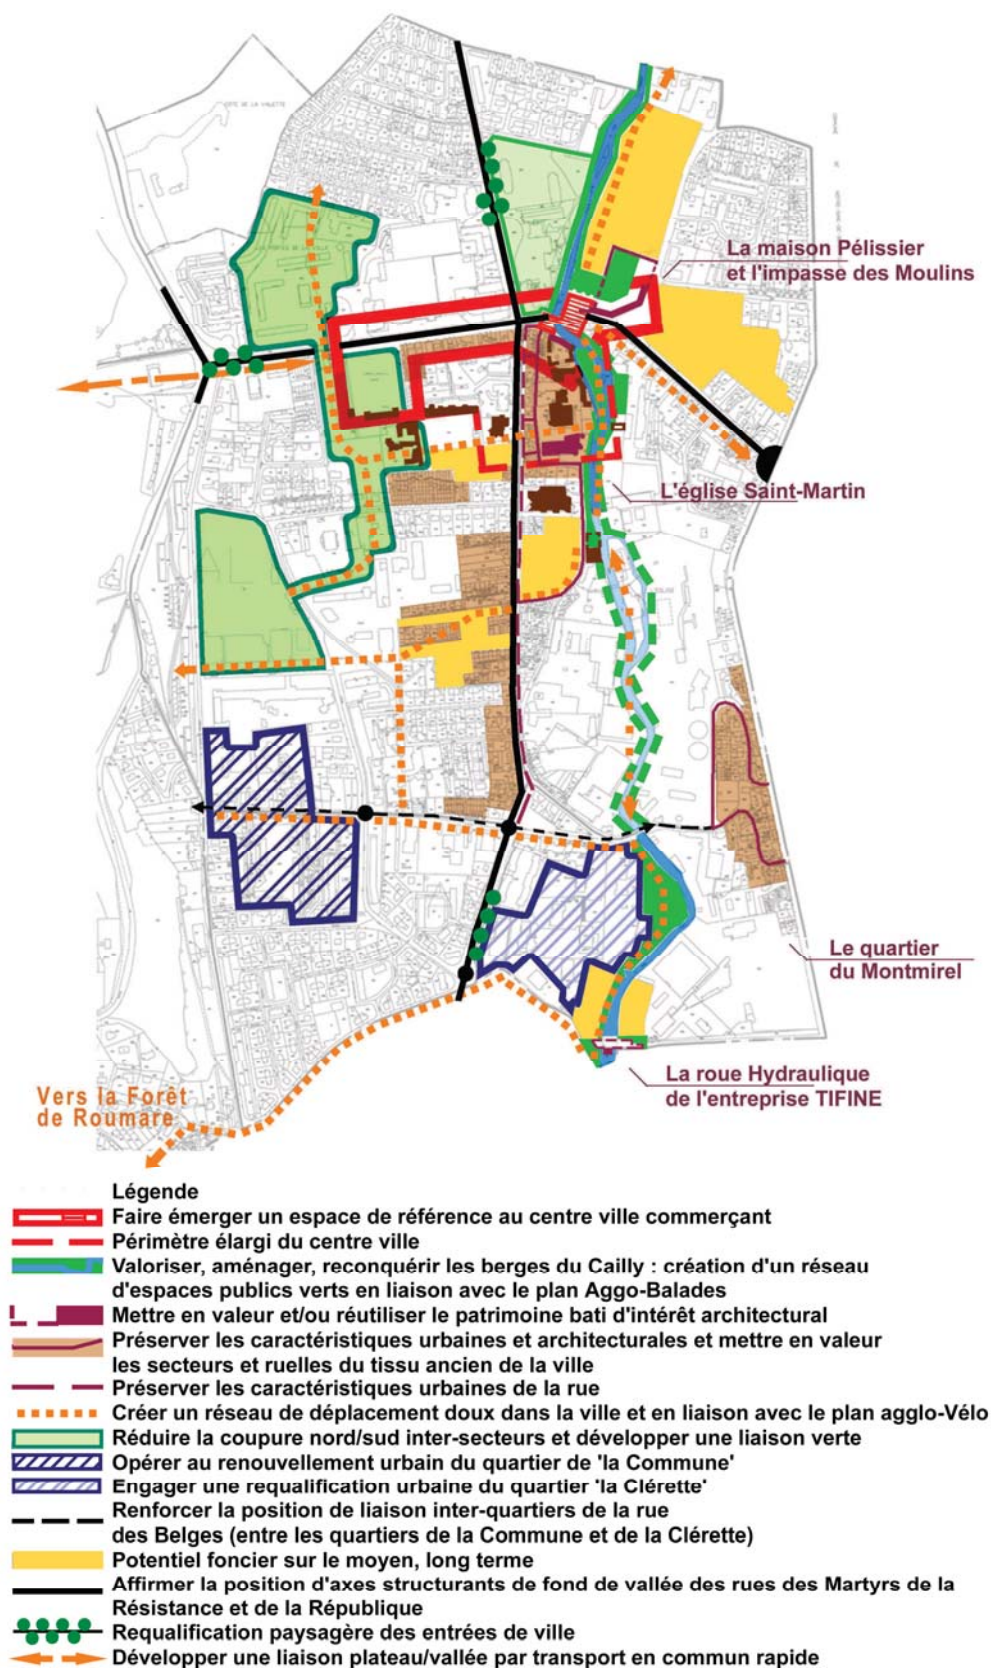 La maison Pélissier
et l'impasse des Moulins
L'église Saint-Martin
Le quartier
du Montmirel
La roue Hydraulique
de l'entreprise TIFINE
Vers la Forêt
de Roumare
Légende
Faire émerger un espace de référence au centre ville commerçant
Périmètre élargi du centre ville
Valoriser, aménager, reconquérir les berges du Cailly : création d'un réseau
d'espaces publics verts en liaison avec le plan Aggo-Balades
Mettre en valeur et/ou réutiliser le patrimoine bati d'intérêt architectural
Préserver les caractéristiques urbaines et architecturales et mettre en valeur
les secteurs et ruelles du tissu ancien de la ville
Préserver les caractéristiques urbaines de la rue
Créer un réseau de déplacement doux dans la ville et en liaison avec le plan agglo-Vélo
Réduire la coupure nord/sud inter-secteurs et développer une liaison verte
Opérer au renouvellement urbain du quartier de 'la Commune'
Engager une requalification urbaine du quartier 'la Clérette'
Renforcer la position de liaison inter-quartiers de la rue
des Belges (entre les quartiers de la Commune et de la Clérette)
Potentiel foncier sur le moyen, long terme
Affirmer la position d'axes structurants de fond de vallée des rues des Martyrs de la
Résistance et de la République
Requalification paysagère des entrées de ville
Développer une liaison plateau/vallée par transport en commun rapide